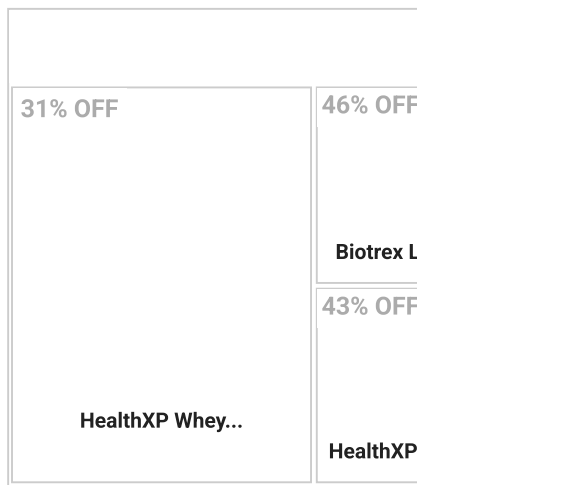 31% OFF
HealthXP Whey...
46% OFF
Biotrex L
43% OFF
HealthXP